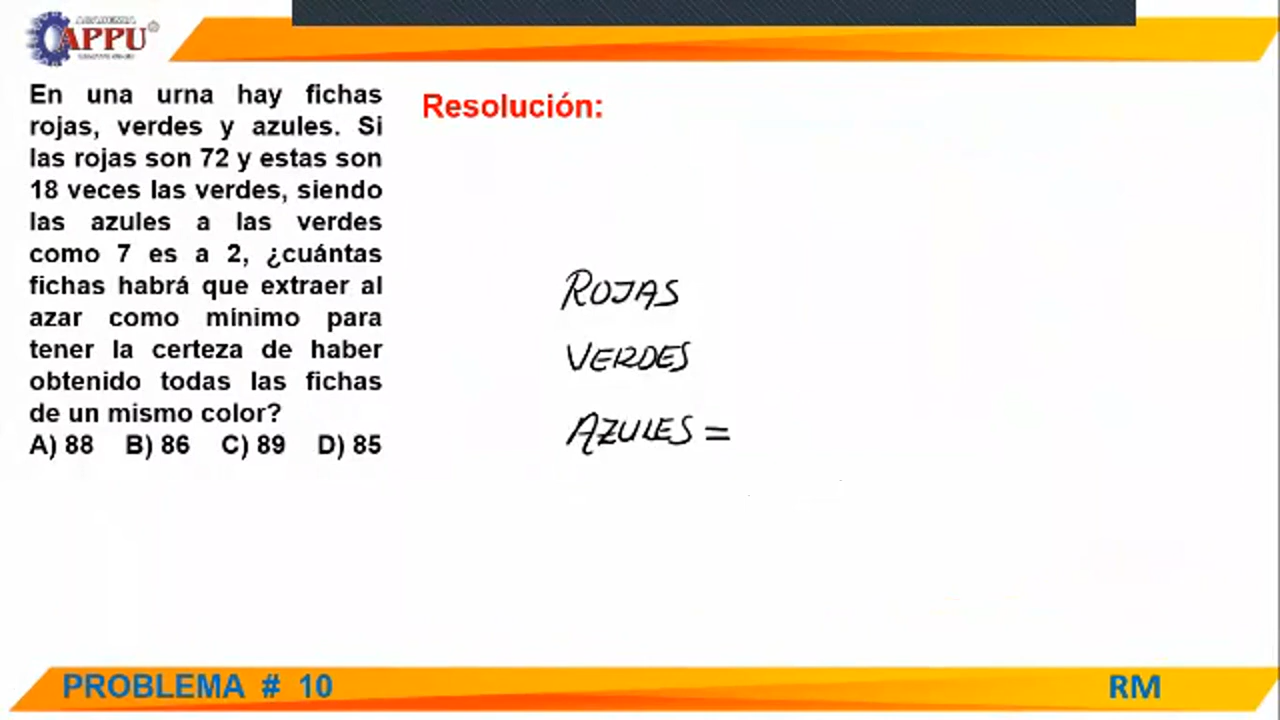 ACADEMIA
APPU
En una urna hay fichas
rojas, verdes y azules. Si
las rojas son 72 y estas son
18 veces las verdes, siendo
las azules a las verdes
como 7 es a 2, ¿cuántas
fichas habrá que extraer al
azar como mínimo para
tener la certeza de haber
obtenido todas las fichas
de un mismo color?
A) 88 B) 86 C) 89 D) 85
Resolución:
ROJAS
VERDES
AZULES =
PROBLEMA # 10
RM